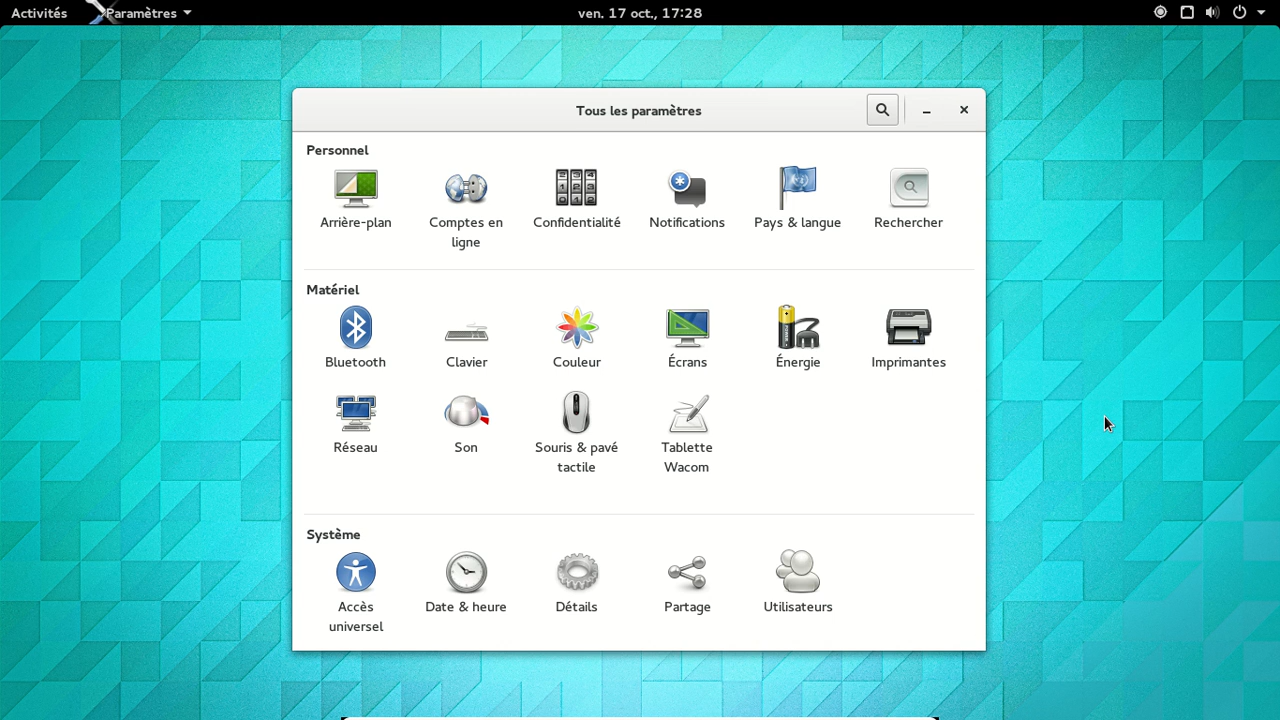 Activités Paramètres ven. 17 oct., 17:28
Tous les paramètres
Personnel
Arrière-plan Comptes en ligne Confidentialité Notifications Pays & langue Rechercher
Matériel
Bluetooth Clavier Couleur Écrans Énergie Imprimantes
Réseau Son Souris & pavé tactile Tablette Wacom
Système
Accès universel Date & heure Détails Partage Utilisateurs